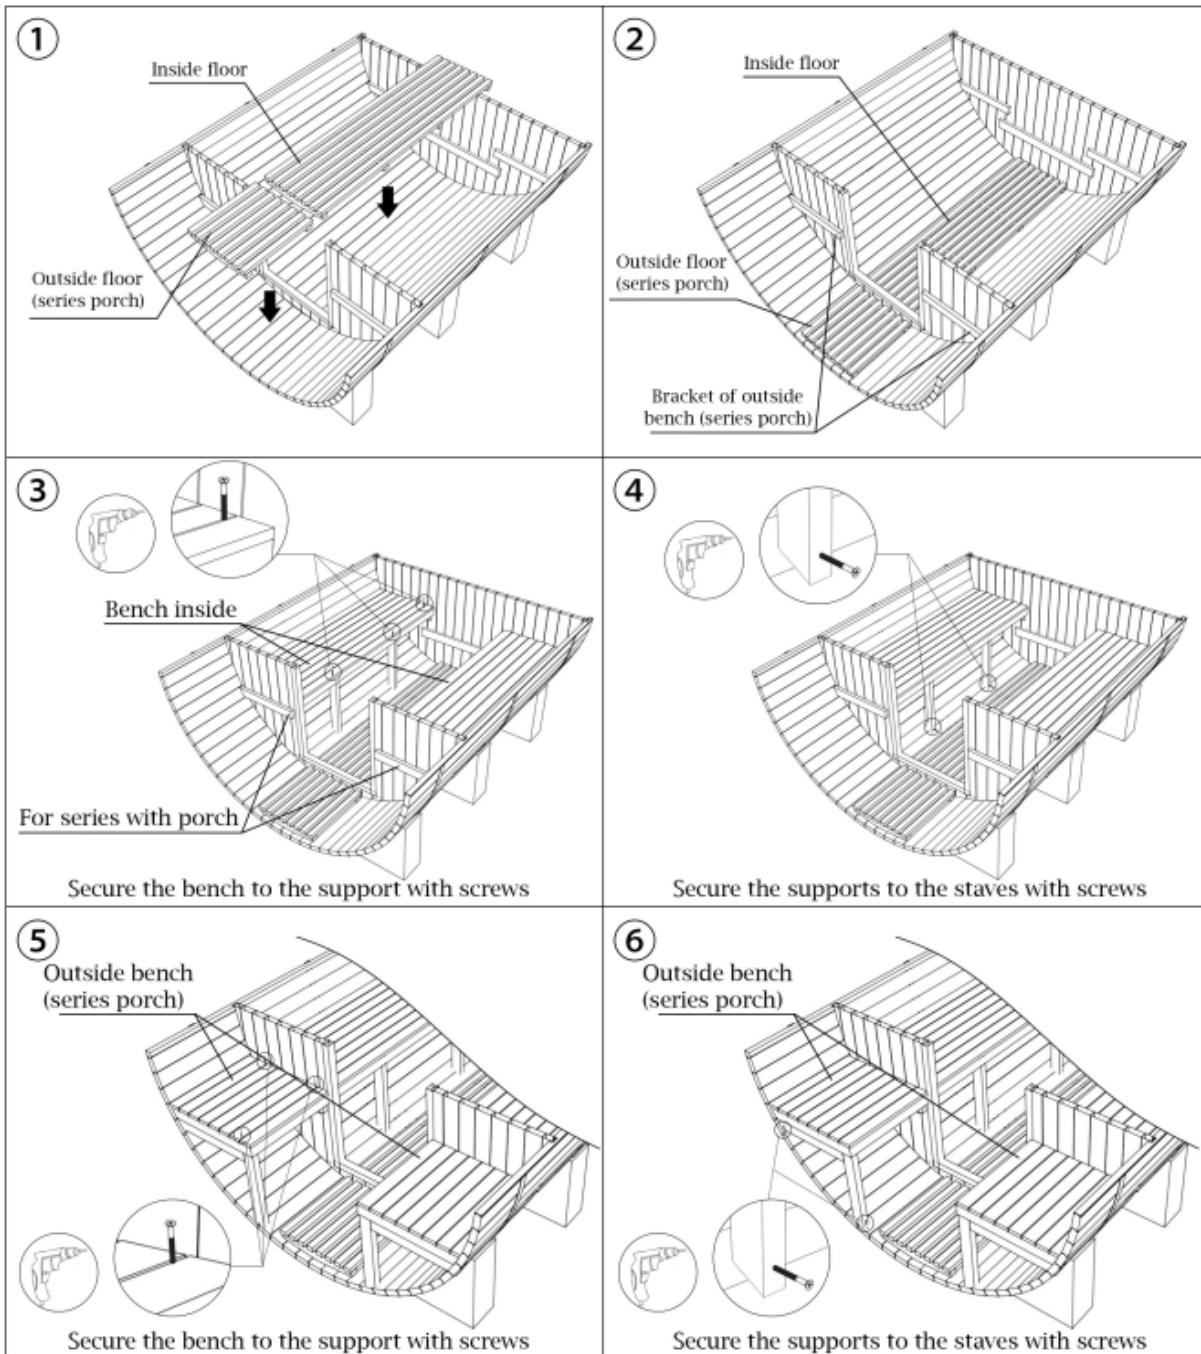 1
Inside floor
Outside floor
(series porch)
2
Inside floor
Outside floor
(series porch)
Bracket of outside
bench (series porch)
3
Bench inside
For series with porch
Secure the bench to the support with screws
4
Secure the supports to the staves with screws
5
Outside bench
(series porch)
Secure the bench to the support with screws
6
Outside bench
(series porch)
Secure the supports to the staves with screws